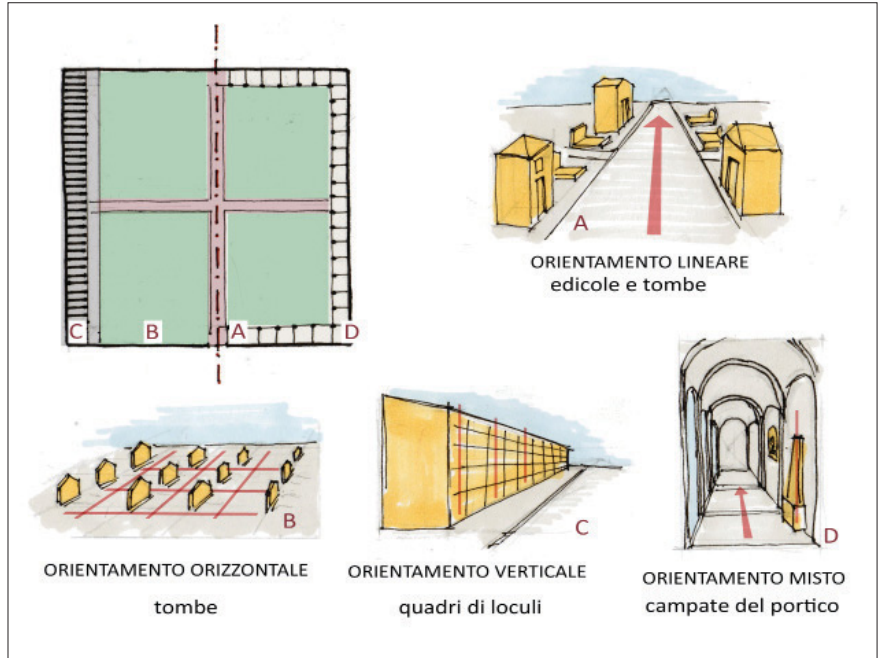 C
B
A
D
A
ORIENTAMENTO LINEARE
edicole e tombe
B
ORIENTAMENTO ORIZZONTALE
tombe
C
ORIENTAMENTO VERTICALE
quadri di loculi
D
ORIENTAMENTO MISTO
campate del portico